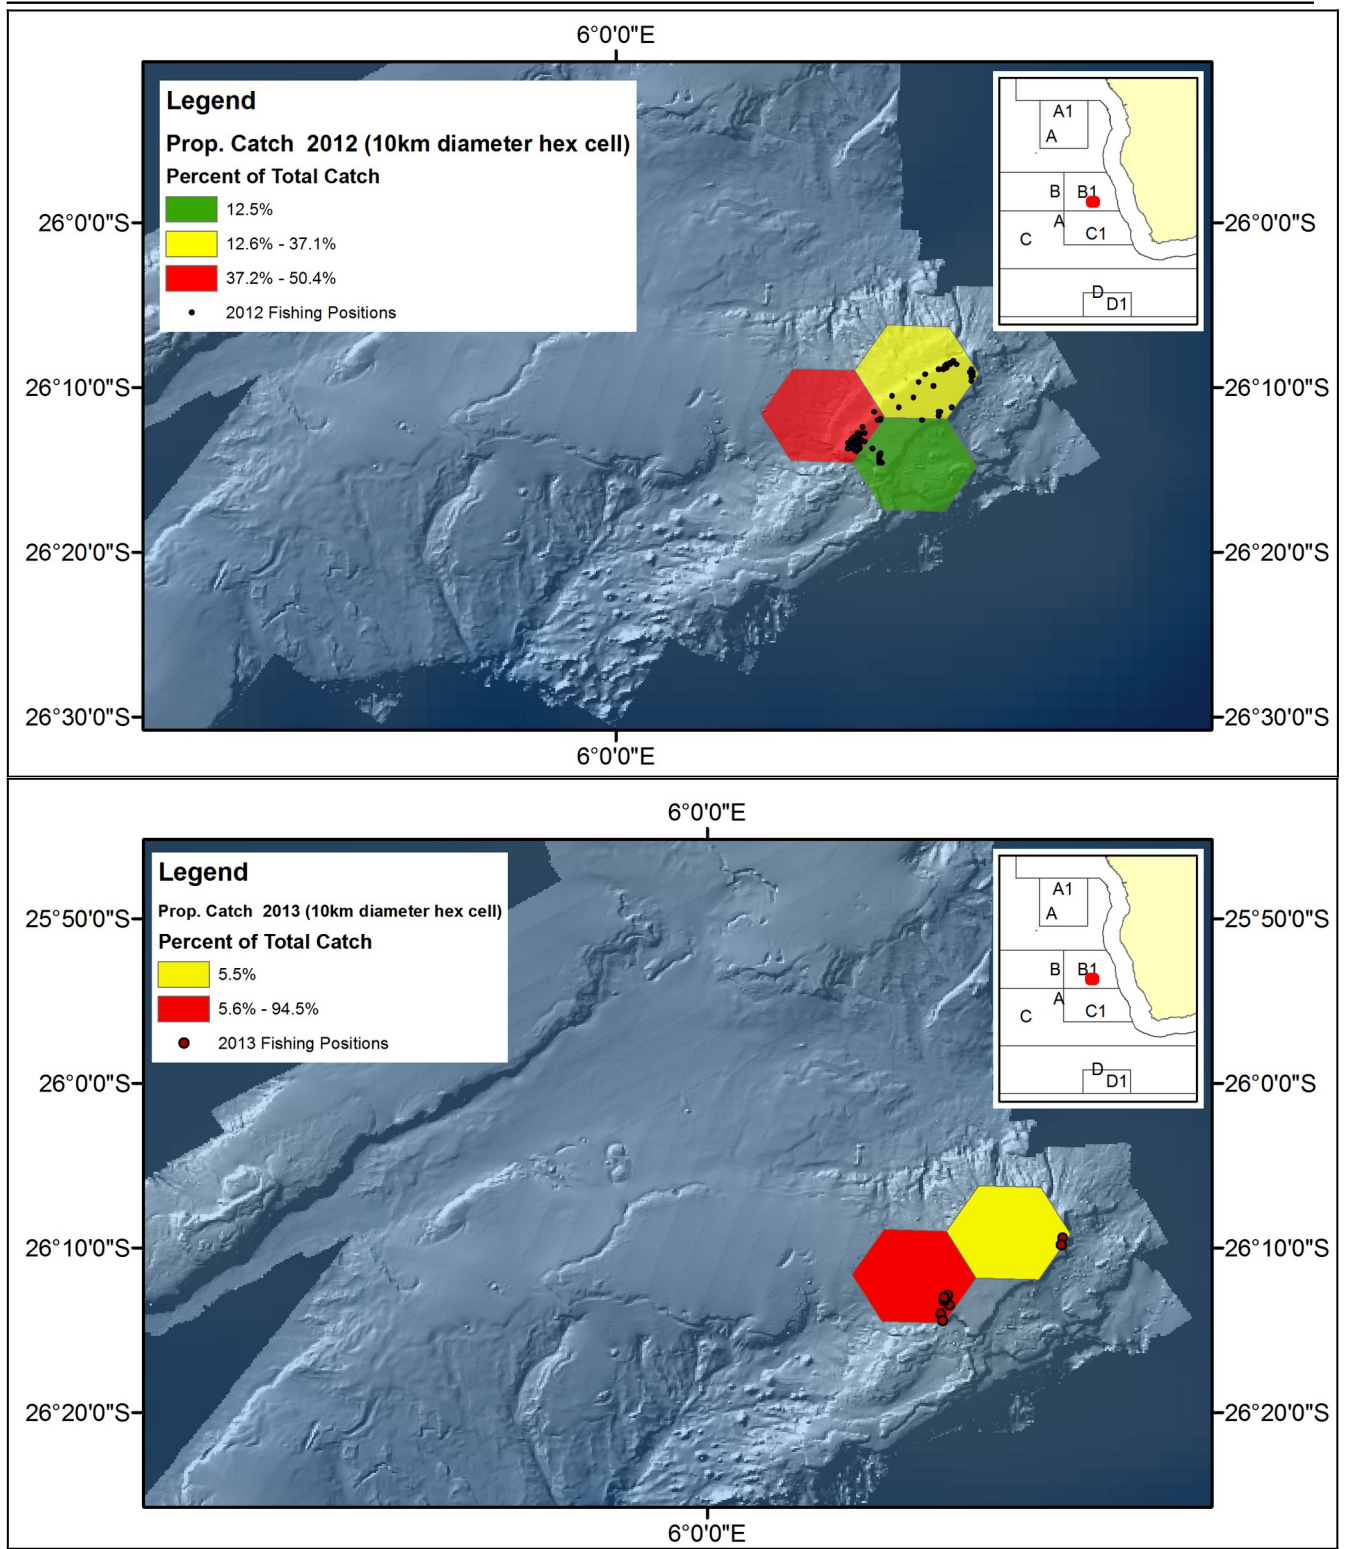 6°0'0"E
Legend
Prop. Catch 2012 (10km diameter hex cell)
Percent of Total Catch
12.5%
12.6% - 37.1%
37.2% - 50.4%
2012 Fishing Positions
A1
A
B B1
A
C C1
D
D1
26°0'0"S 26°0'0"S
26°10'0"S 26°10'0"S
26°20'0"S 26°20'0"S
26°30'0"S 26°30'0"S
6°0'0"E
6°0'0"E
Legend
Prop. Catch 2013 (10km diameter hex cell)
Percent of Total Catch
5.5%
5.6% - 94.5%
2013 Fishing Positions
A1
A
B B1
A
C C1
D
D1
25°50'0"S 25°50'0"S
26°0'0"S 26°0'0"S
26°10'0"S 26°10'0"S
26°20'0"S 26°20'0"S
6°0'0"E